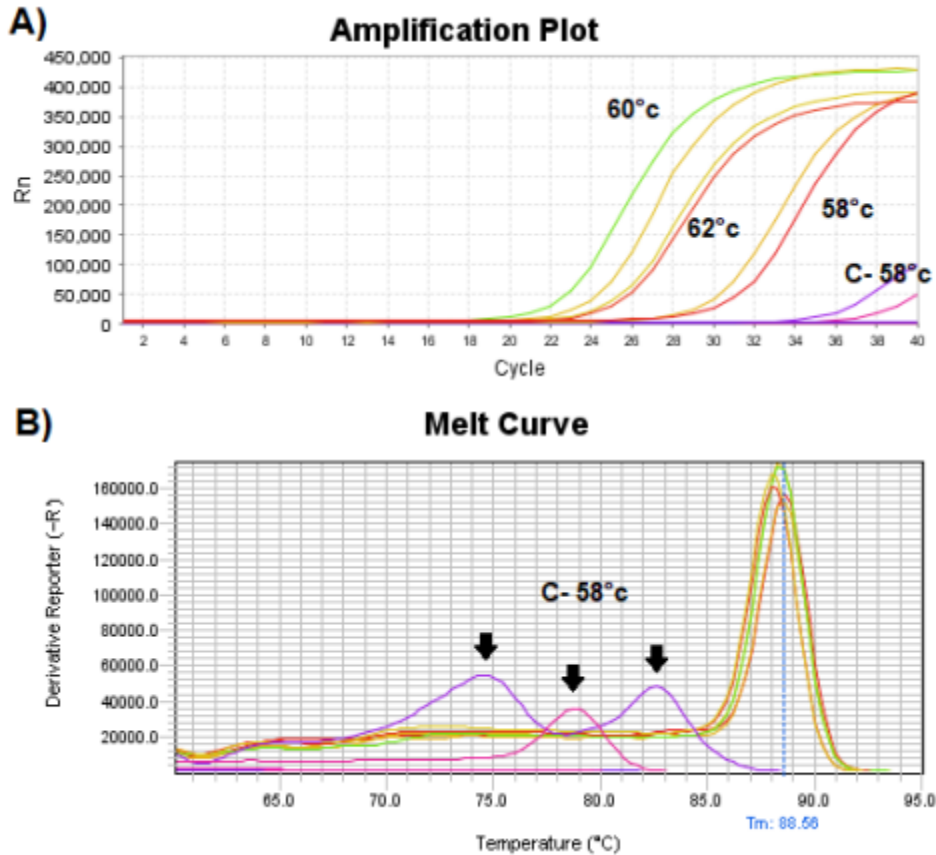 A)
Amplification Plot
450,000
400,000
350,000
300,000
250,000
200,000
150,000
100,000
50,000
0
Rn
60°c
62°c
58°c
C- 58°c
2 4 6 8 10 12 14 16 18 20 22 24 26 28 30 32 34 36 38 40
Cycle
B)
Melt Curve
160000.0
140000.0
120000.0
100000.0
80000.0
60000.0
40000.0
20000.0
Derivative Reporter (-R)
C- 58°c
65.0 70.0 75.0 80.0 85.0 90.0 95.0
Tm: 88.56
Temperature (°C)